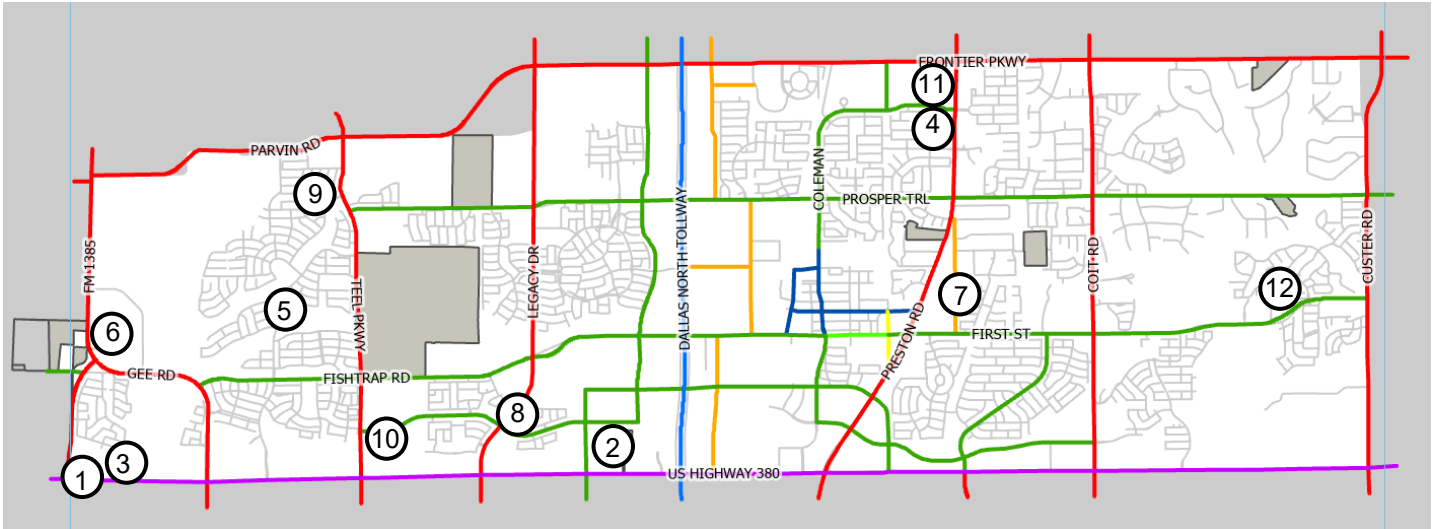 FRONTIER PKWY
11
4
PARVIN RD
COLEMAN
9
PROSPER TRL
DALLAS NORTH TOLLWAY
FM 1385
LEGACY DR
COIT RD
CUSTER RD
TEEL PKWY
5
7
12
6
FIRST ST
PRESTON RD
GEE RD
FISHTRAP RD
8
10
2
3
1
US HIGHWAY 380